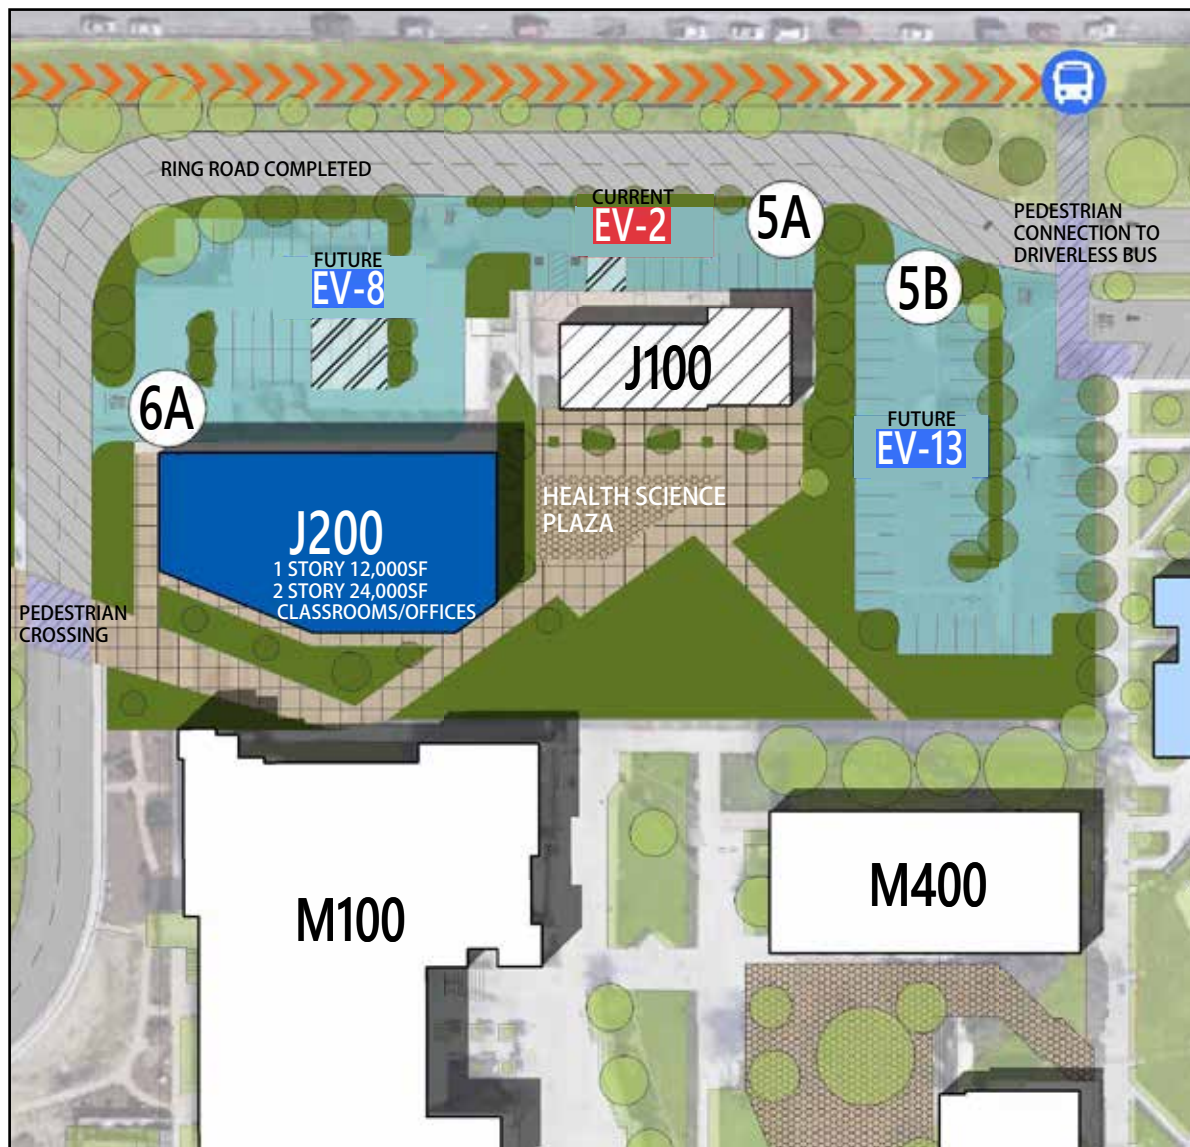 RING ROAD COMPLETED
CURRENT
EV-2
5A
PEDESTRIAN
CONNECTION TO
DRIVERLESS BUS
FUTURE
EV-8
5B
J100
6A
FUTURE
EV-13
HEALTH SCIENCE
PLAZA
J200
1 STORY 12,000SF
2 STORY 24,000SF
CLASSROOMS/OFFICES
PEDESTRIAN
CROSSING
M100
M400